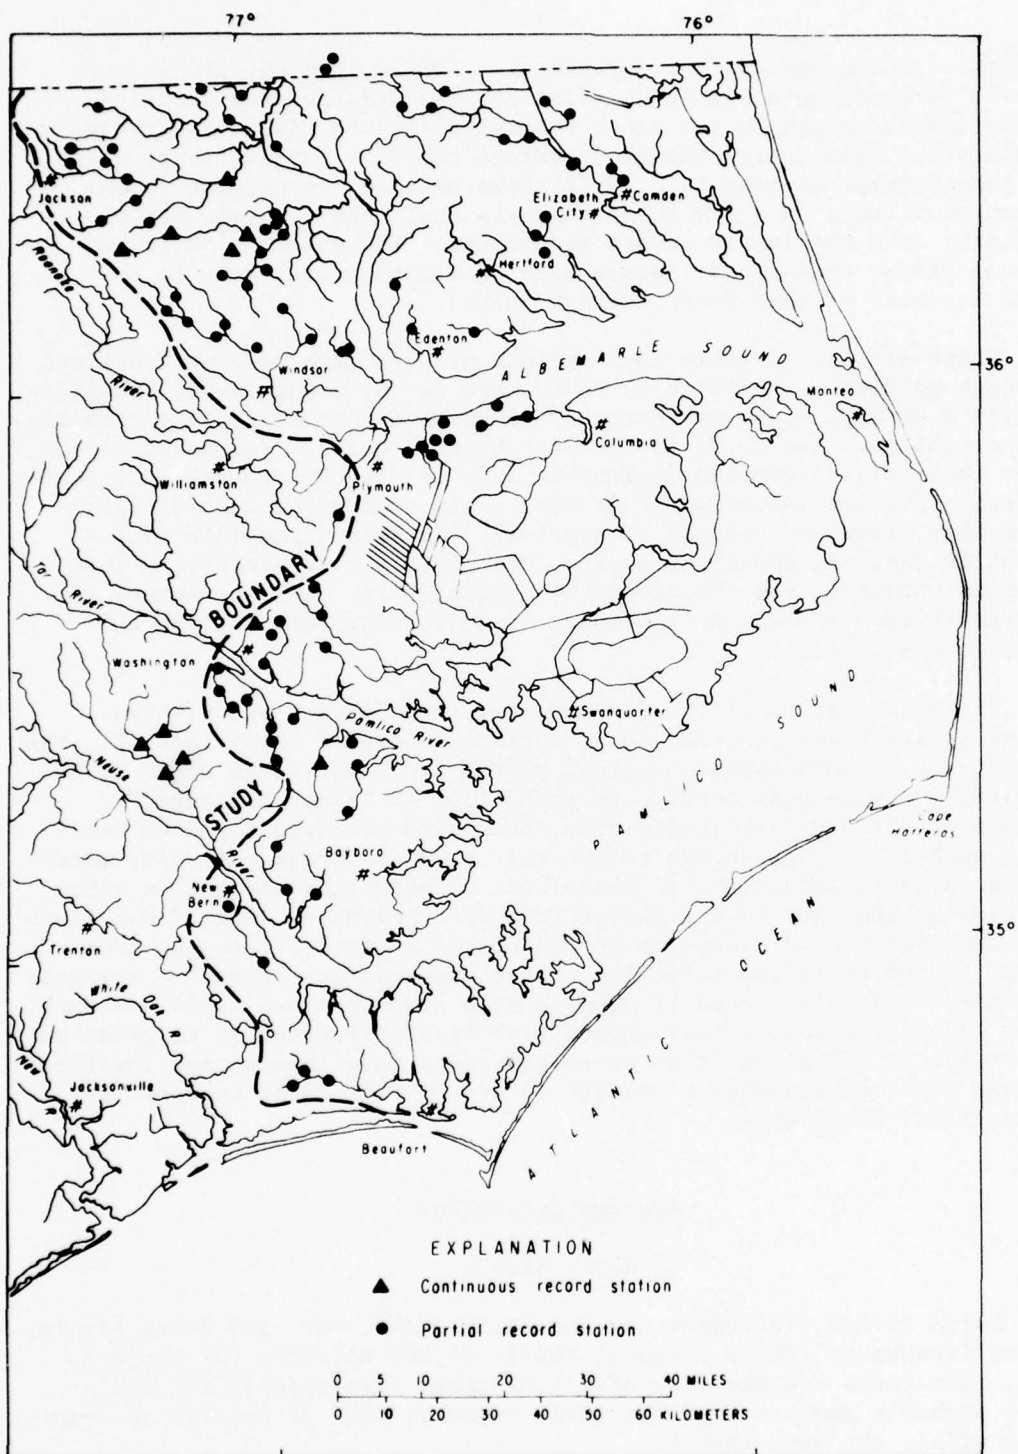 77° 76°
Jackson
Elizabeth
City
Camden
Roanoke
Hertford
Edenton
ALBEMARLE SOUND
36°
Windsor
Manteo
River
Columbia
Williamston
Plymouth
Tar
River
BOUNDARY
Washington
Swanquarter
Pamlico River
PAMLICO SOUND
Neuse
STUDY
Cape
Hatteras
River
Bayboro
New
Bern
35°
Trenton
ATLANTIC OCEAN
White Oak R
New
R
Jacksonville
Beaufort
EXPLANATION
Continuous record station
Partial record station
0 5 10 20 30 40 MILES
0 10 20 30 40 50 60 KILOMETERS